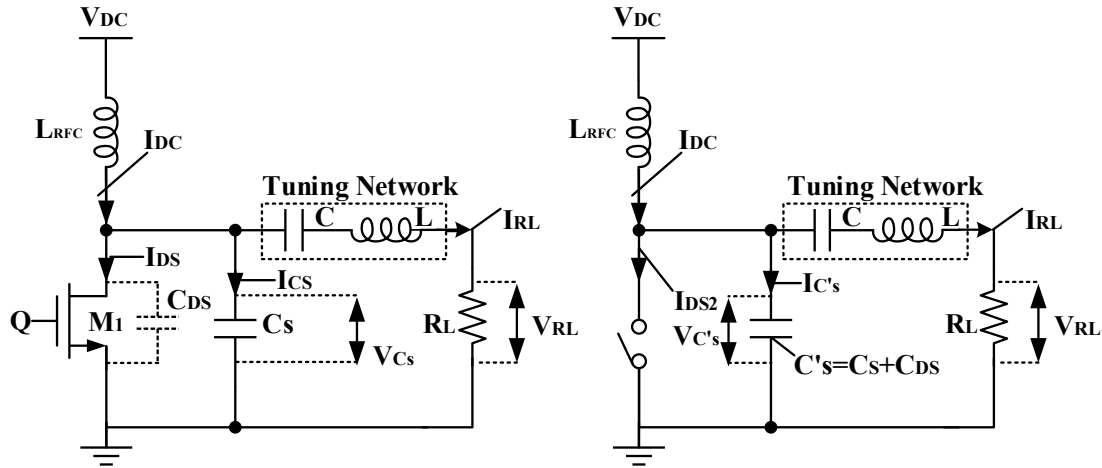 VDC
LRFC
IDC
Tuning Network
C
L
IRL
IDS
ICS
CDS
Q
M1
CS
VCs
RL
VRL
VDC
LRFC
IDC
Tuning Network
C
L
IRL
IDS2
IC's
VC's
RL
VRL
C's=CS+CDS